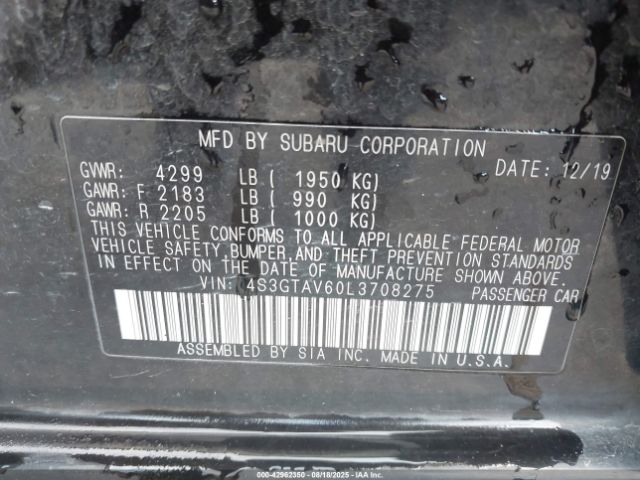 MFD BY SUBARU CORPORATION
GVWR: 4299 LB ( 1950 KG) DATE: 12/19
GAWR: F 2183 LB ( 990 KG)
GAWR: R 2205 LB ( 1000 KG)
THIS VEHICLE CONFORMS TO ALL APPLICABLE FEDERAL MOTOR
VEHICLE SAFETY, BUMPER, AND THEFT PREVENTION STANDARDS
IN EFFECT ON THE DATE OF MANUFACTURE SHOWN ABOVE.
VIN: 4S3GTAV60L3708275 PASSENGER CAR
ASSEMBLED BY SIA INC. MADE IN U.S.A.
000-42962350 - 08/18/2025 - IAAI.COM